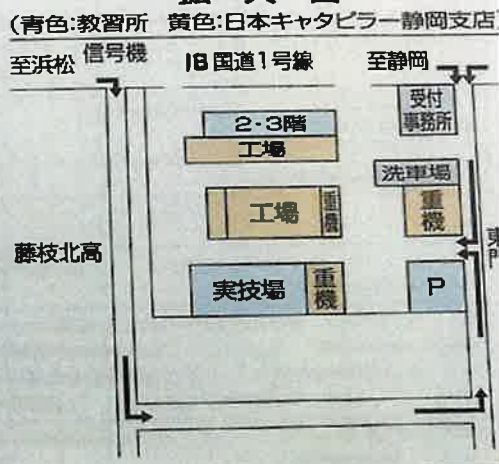 (青色:教習所 黄色:日本キャタピラー静岡支店)
至浜松
信号機
旧国道1号線
至静岡
受付
事務所
2・3階
工場
洗車場
工場
重機
重機
東門
藤枝北高
実技場
重機
P